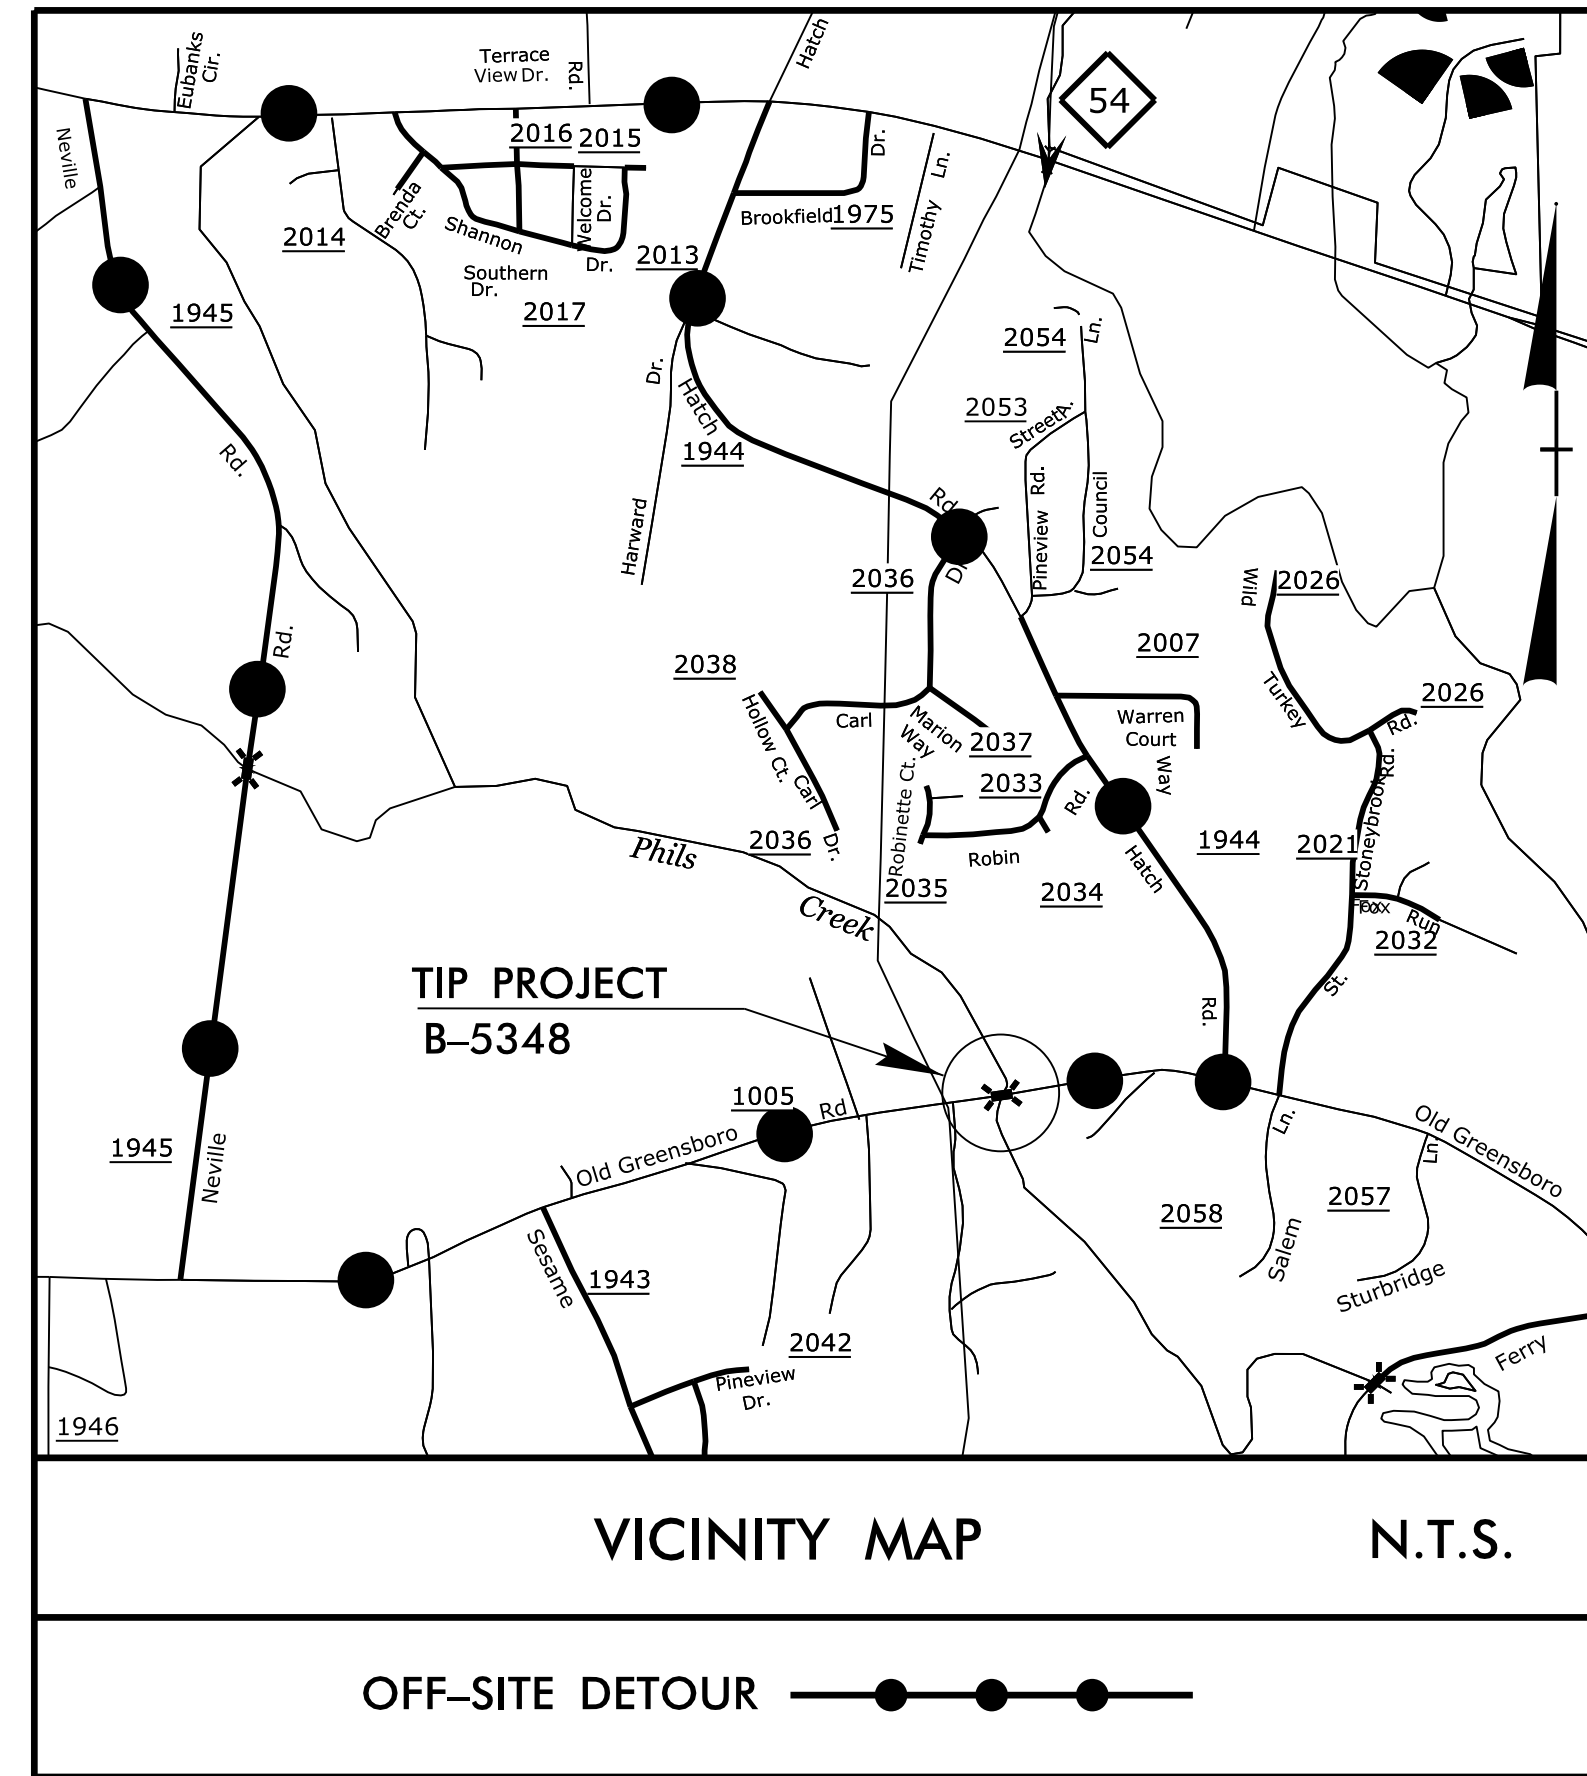 Eubanks
Cir.
Terrace
View Dr.
Rd.
Hatch
54
Neville
2016
2015
Dr.
Timothy Ln.
Welcome
Dr.
Brenda
Ct.
Shannon
Dr.
Brookfield
1975
2014
2013
Southern
Dr.
2017
1945
2054
Ln.
Dr.
Hatch
2053
Street A.
1944
Rd.
Rd.
Harward
Pineview Rd.
Council
2054
2036
Dr.
Wild
2026
Rd.
2007
2038
Turkey
2026
Rd.
Hollow Ct.
Carl
Marion
Way
2037
Warren
Court
Way
Robinette Ct.
2033
Rd.
Stoneybrook Rd.
Carl
Dr.
2036
Phils
Creek
Robin
2035
2034
Hatch
1944
2021
Fox
Run
2032
TIP PROJECT
B–5348
Rd.
St.
1005
Rd
Old Greensboro
1945
Neville
Ln.
Old Greensboro
Ln.
2058
2057
Salem
Sturbridge
Sesame
1943
2042
Pineview
Dr.
Ferry
1946
VICINITY MAP
N.T.S.
OFF–SITE DETOUR